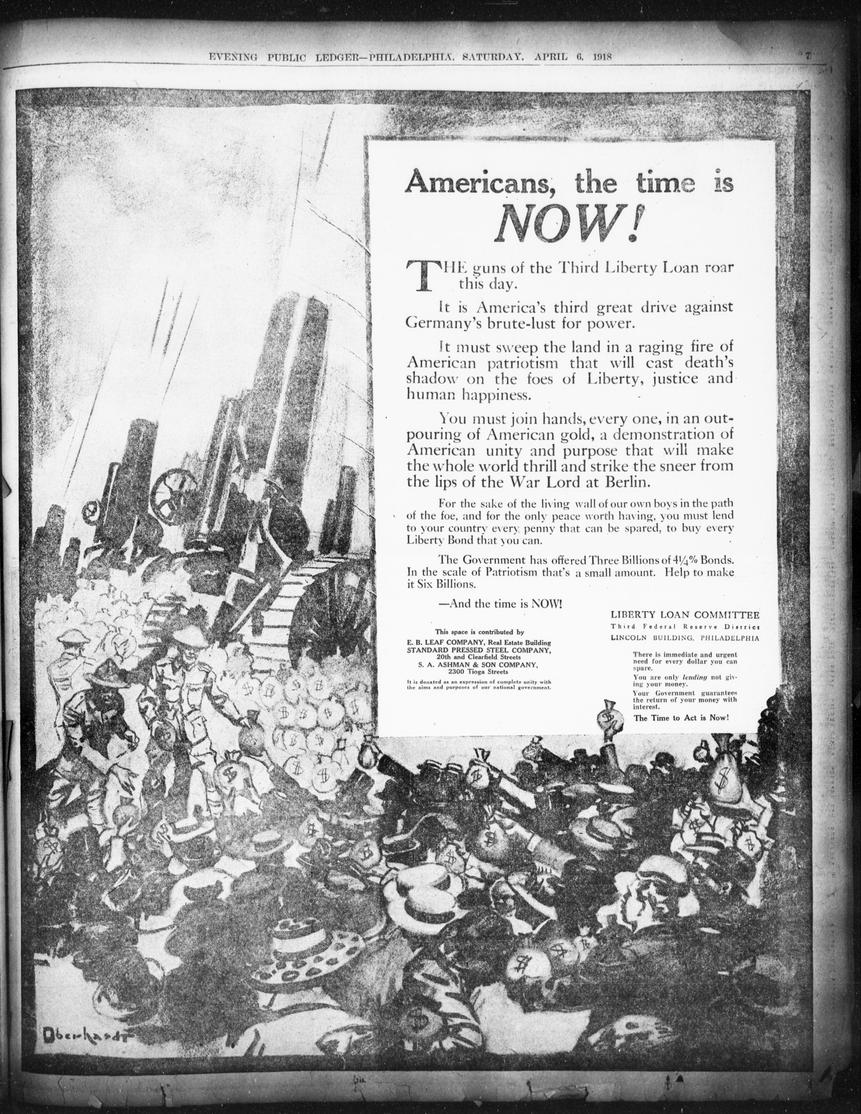 EVENING PUBLIC LEDGER—PHILADELPHIA, SATURDAY, APRIL 6, 1918
7
Americans, the time is
NOW!
THE guns of the Third Liberty Loan roar
this day.
It is America's third great drive against
Germany's brute-lust for power.
It must sweep the land in a raging fire of
American patriotism that will cast death's
shadow on the foes of Liberty, justice and
human happiness.
You must join hands, every one, in an out-
pouring of American gold, a demonstration of
American unity and purpose that will make
the whole world thrill and strike the sneer from
the lips of the War Lord at Berlin.
For the sake of the living wall of our own boys in the path
of the foe, and for the only peace worth having, you must lend
to your country every penny that can be spared, to buy every
Liberty Bond that you can.
The Government has offered Three Billions of 4¼% Bonds.
In the scale of Patriotism that's a small amount. Help to make
it Six Billions.
—And the time is NOW!
This space is contributed by
E. B. LEAF COMPANY, Real Estate Building
STANDARD PRESSED STEEL COMPANY,
20th and Clearfield Streets
S. A. ASHMAN & SON COMPANY,
2300 Tioga Streets
It is donated as an expression of complete unity with
the aims and purposes of our national government.
LIBERTY LOAN COMMITTEE
Third Federal Reserve District
LINCOLN BUILDING, PHILADELPHIA
There is immediate and urgent
need for every dollar you can
spare.
You are only lending not giv-
ing your money.
Your Government guarantees
the return of your money with
interest.
The Time to Act is Now!
Oberhardt